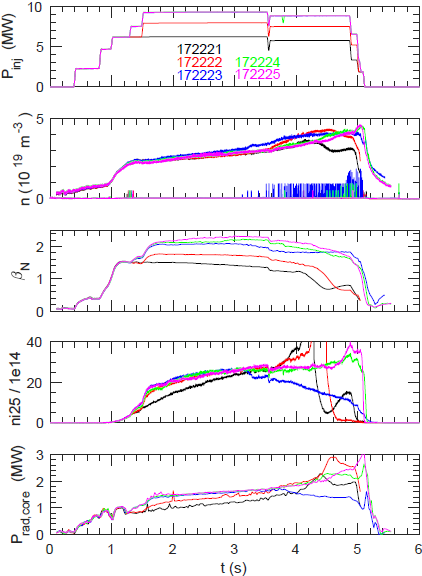 P_inj (MW)
10
5
0
172221
172222 172224
172223 172225
n (10 19 m-3 )
5
0
β_N
2
1
0
ni25 / 1e14
40
20
0
P_rad,core (MW)
3
2
1
0
0 1 2 3 4 5 6
t (s)